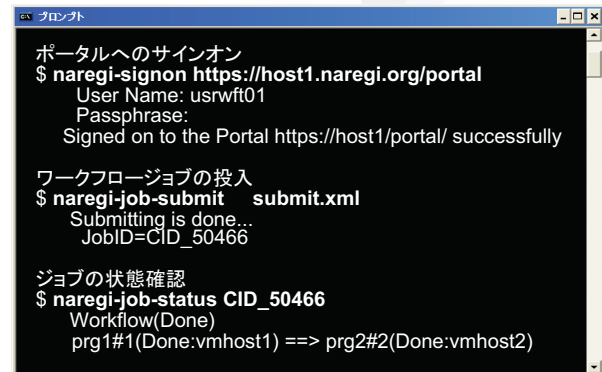 プロンプト
ポータルへのサインオン
$ naregi-signon https://host1.naregi.org/portal
User Name: usrwft01
Passphrase:
Signed on to the Portal https://host1/portal/ successfully
ワークフロージョブの投入
$ naregi-job-submit submit.xml
Submitting is done...
JobID=CID_50466
ジョブの状態確認
$ naregi-job-status CID_50466
Workflow(Done)
prg1#1(Done:vmhost1) ==> prg2#2(Done:vmhost2)